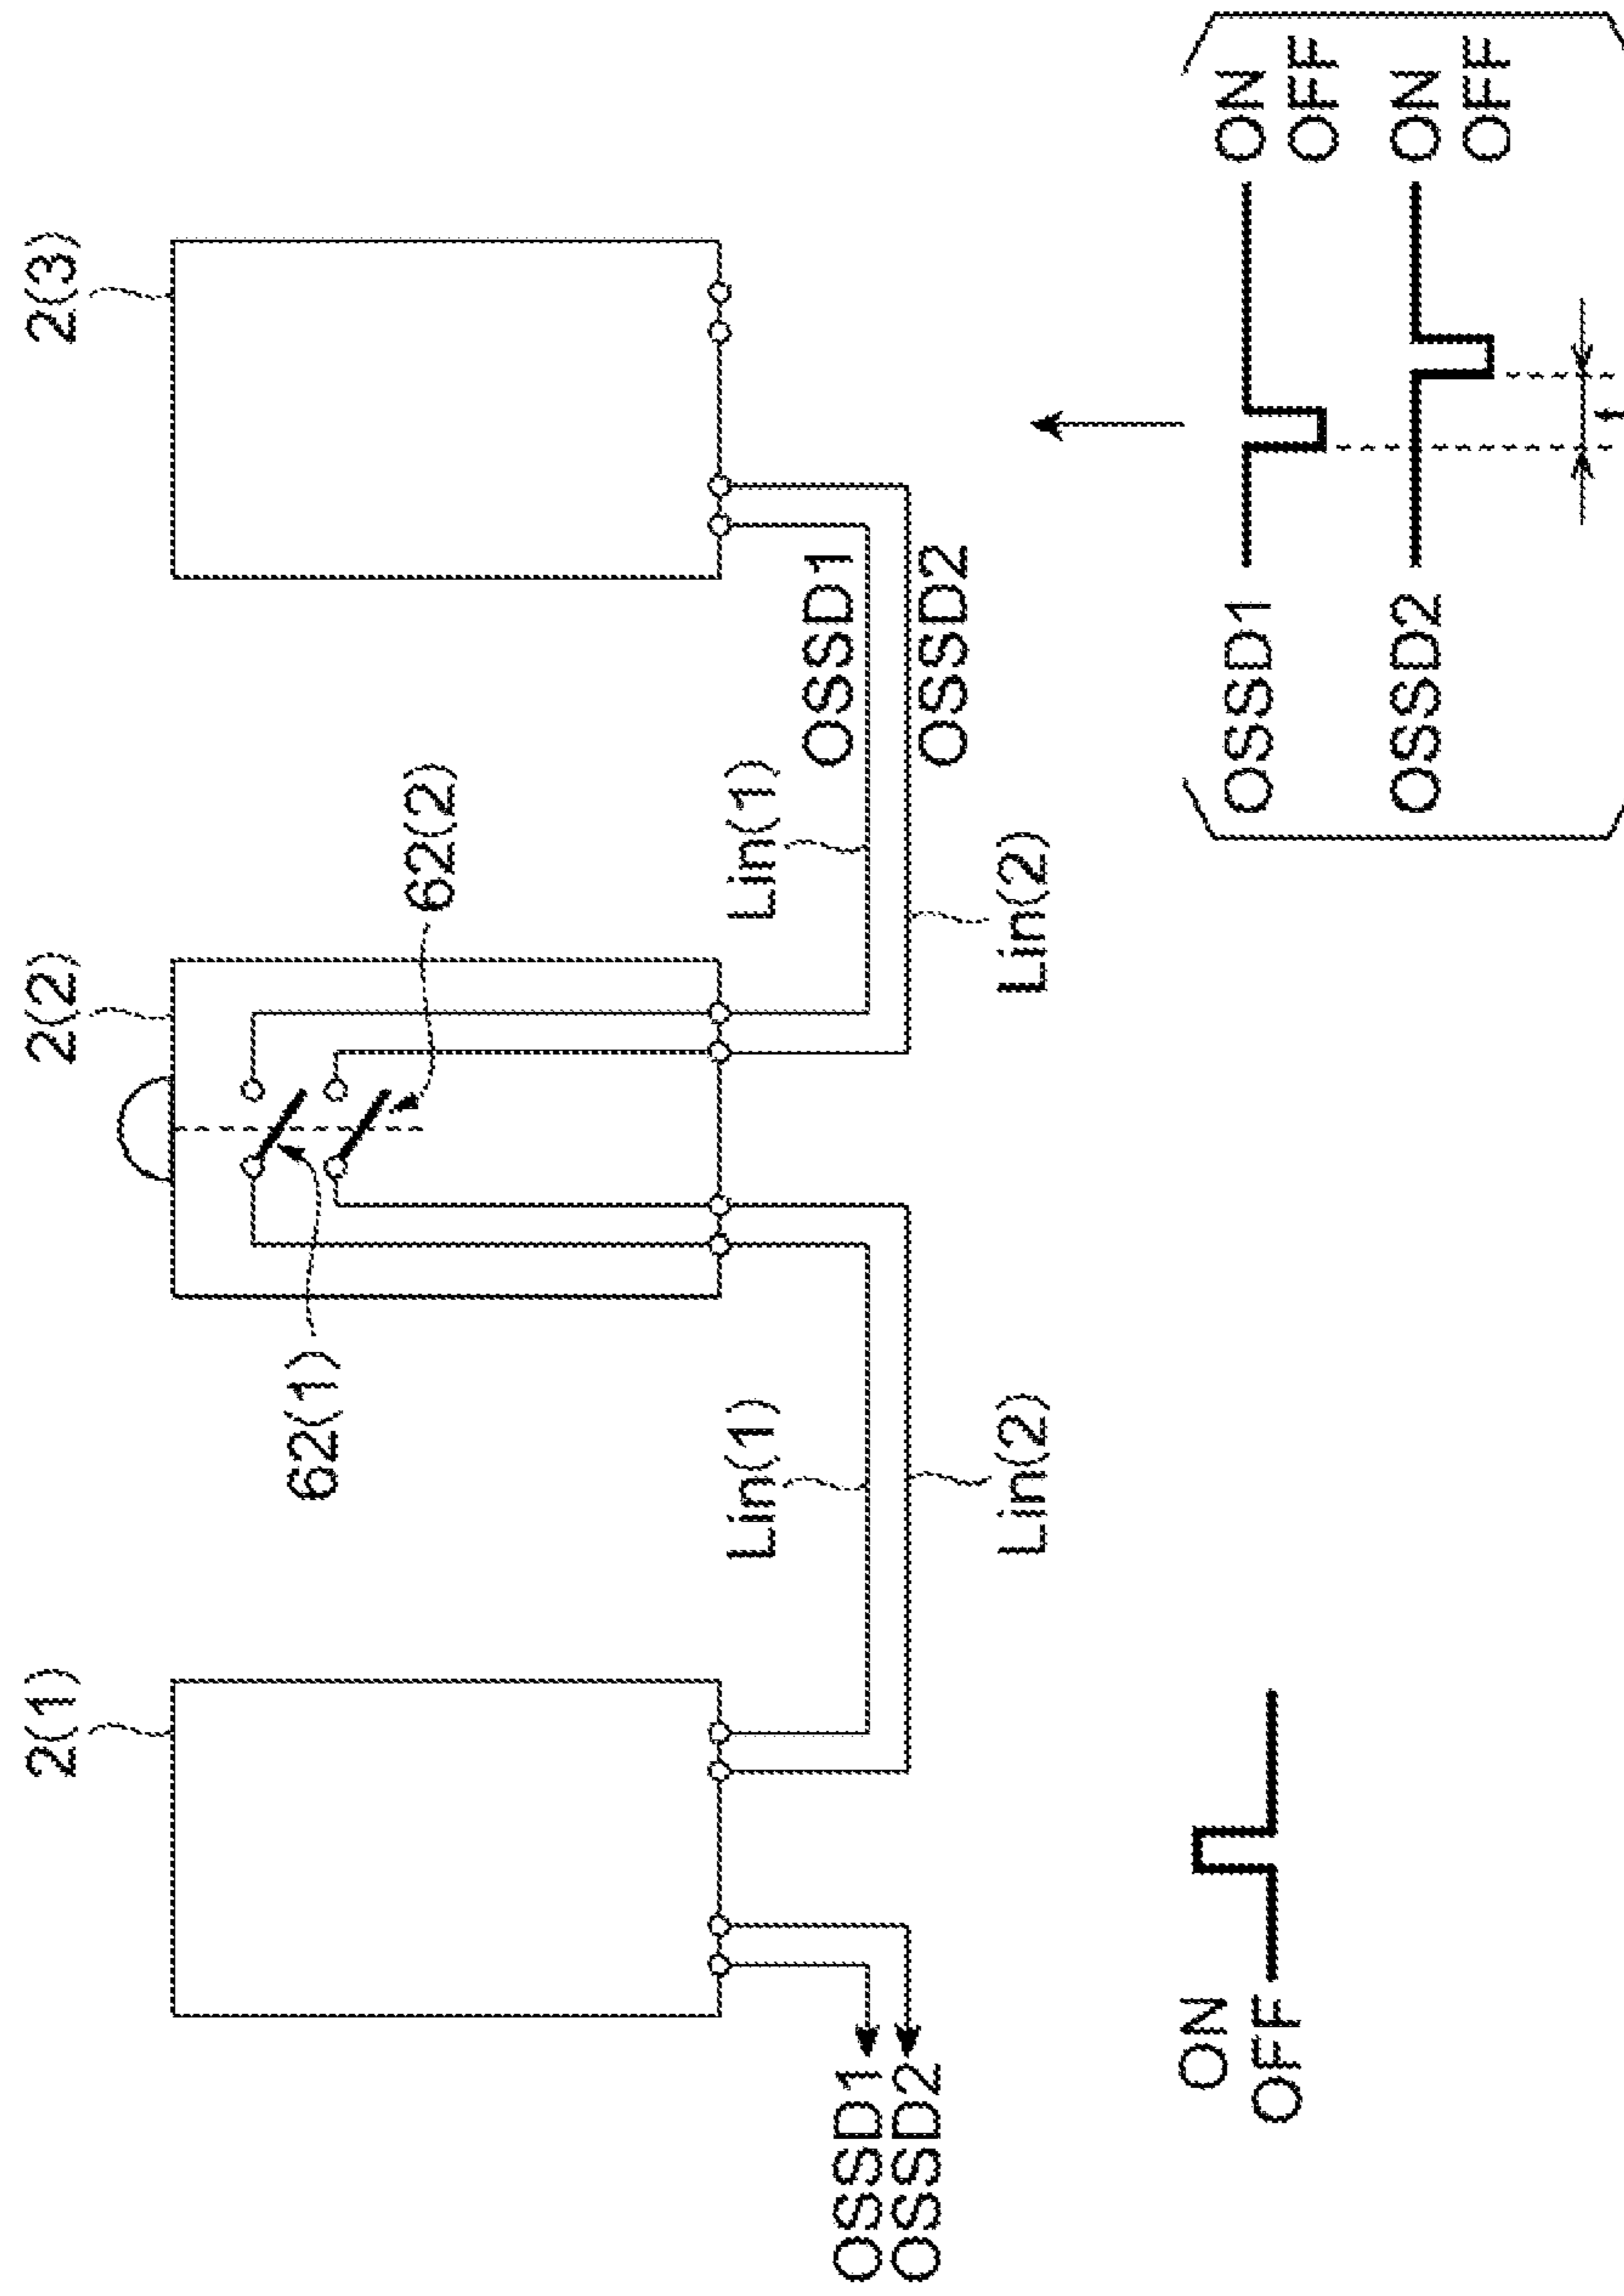 2(1)
2(2)
2(3)
62(1)
62(2)
Lin(1)
Lin(1)
OSSD1
OSSD2
Lin(2)
Lin(2)
OSSD1
OSSD2
ON
OFF
OSSD1
ON
OFF
OSSD2
ON
OFF
t